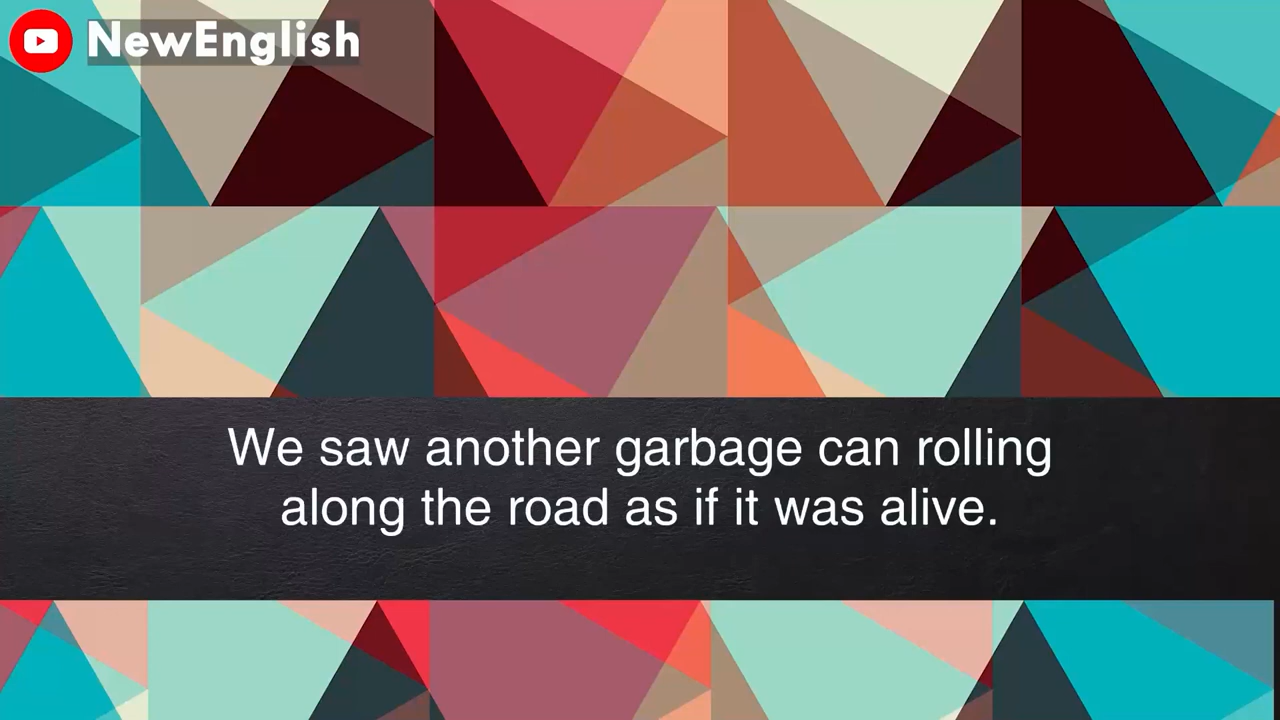 NewEnglish
We saw another garbage can rolling
along the road as if it was alive.